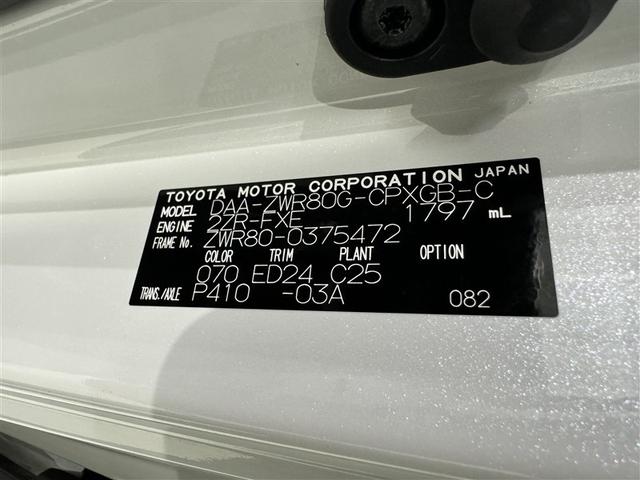 TOYOTA MOTOR CORPORATION JAPAN
MODEL DAA-ZWR80G-CPXGB-C
ENGINE 2ZR-FXE 1797 mL
FRAME No. ZWR80-0375472
COLOR TRIM PLANT OPTION
070 ED24 C25
TRANS./AXLE P410 -03A 082